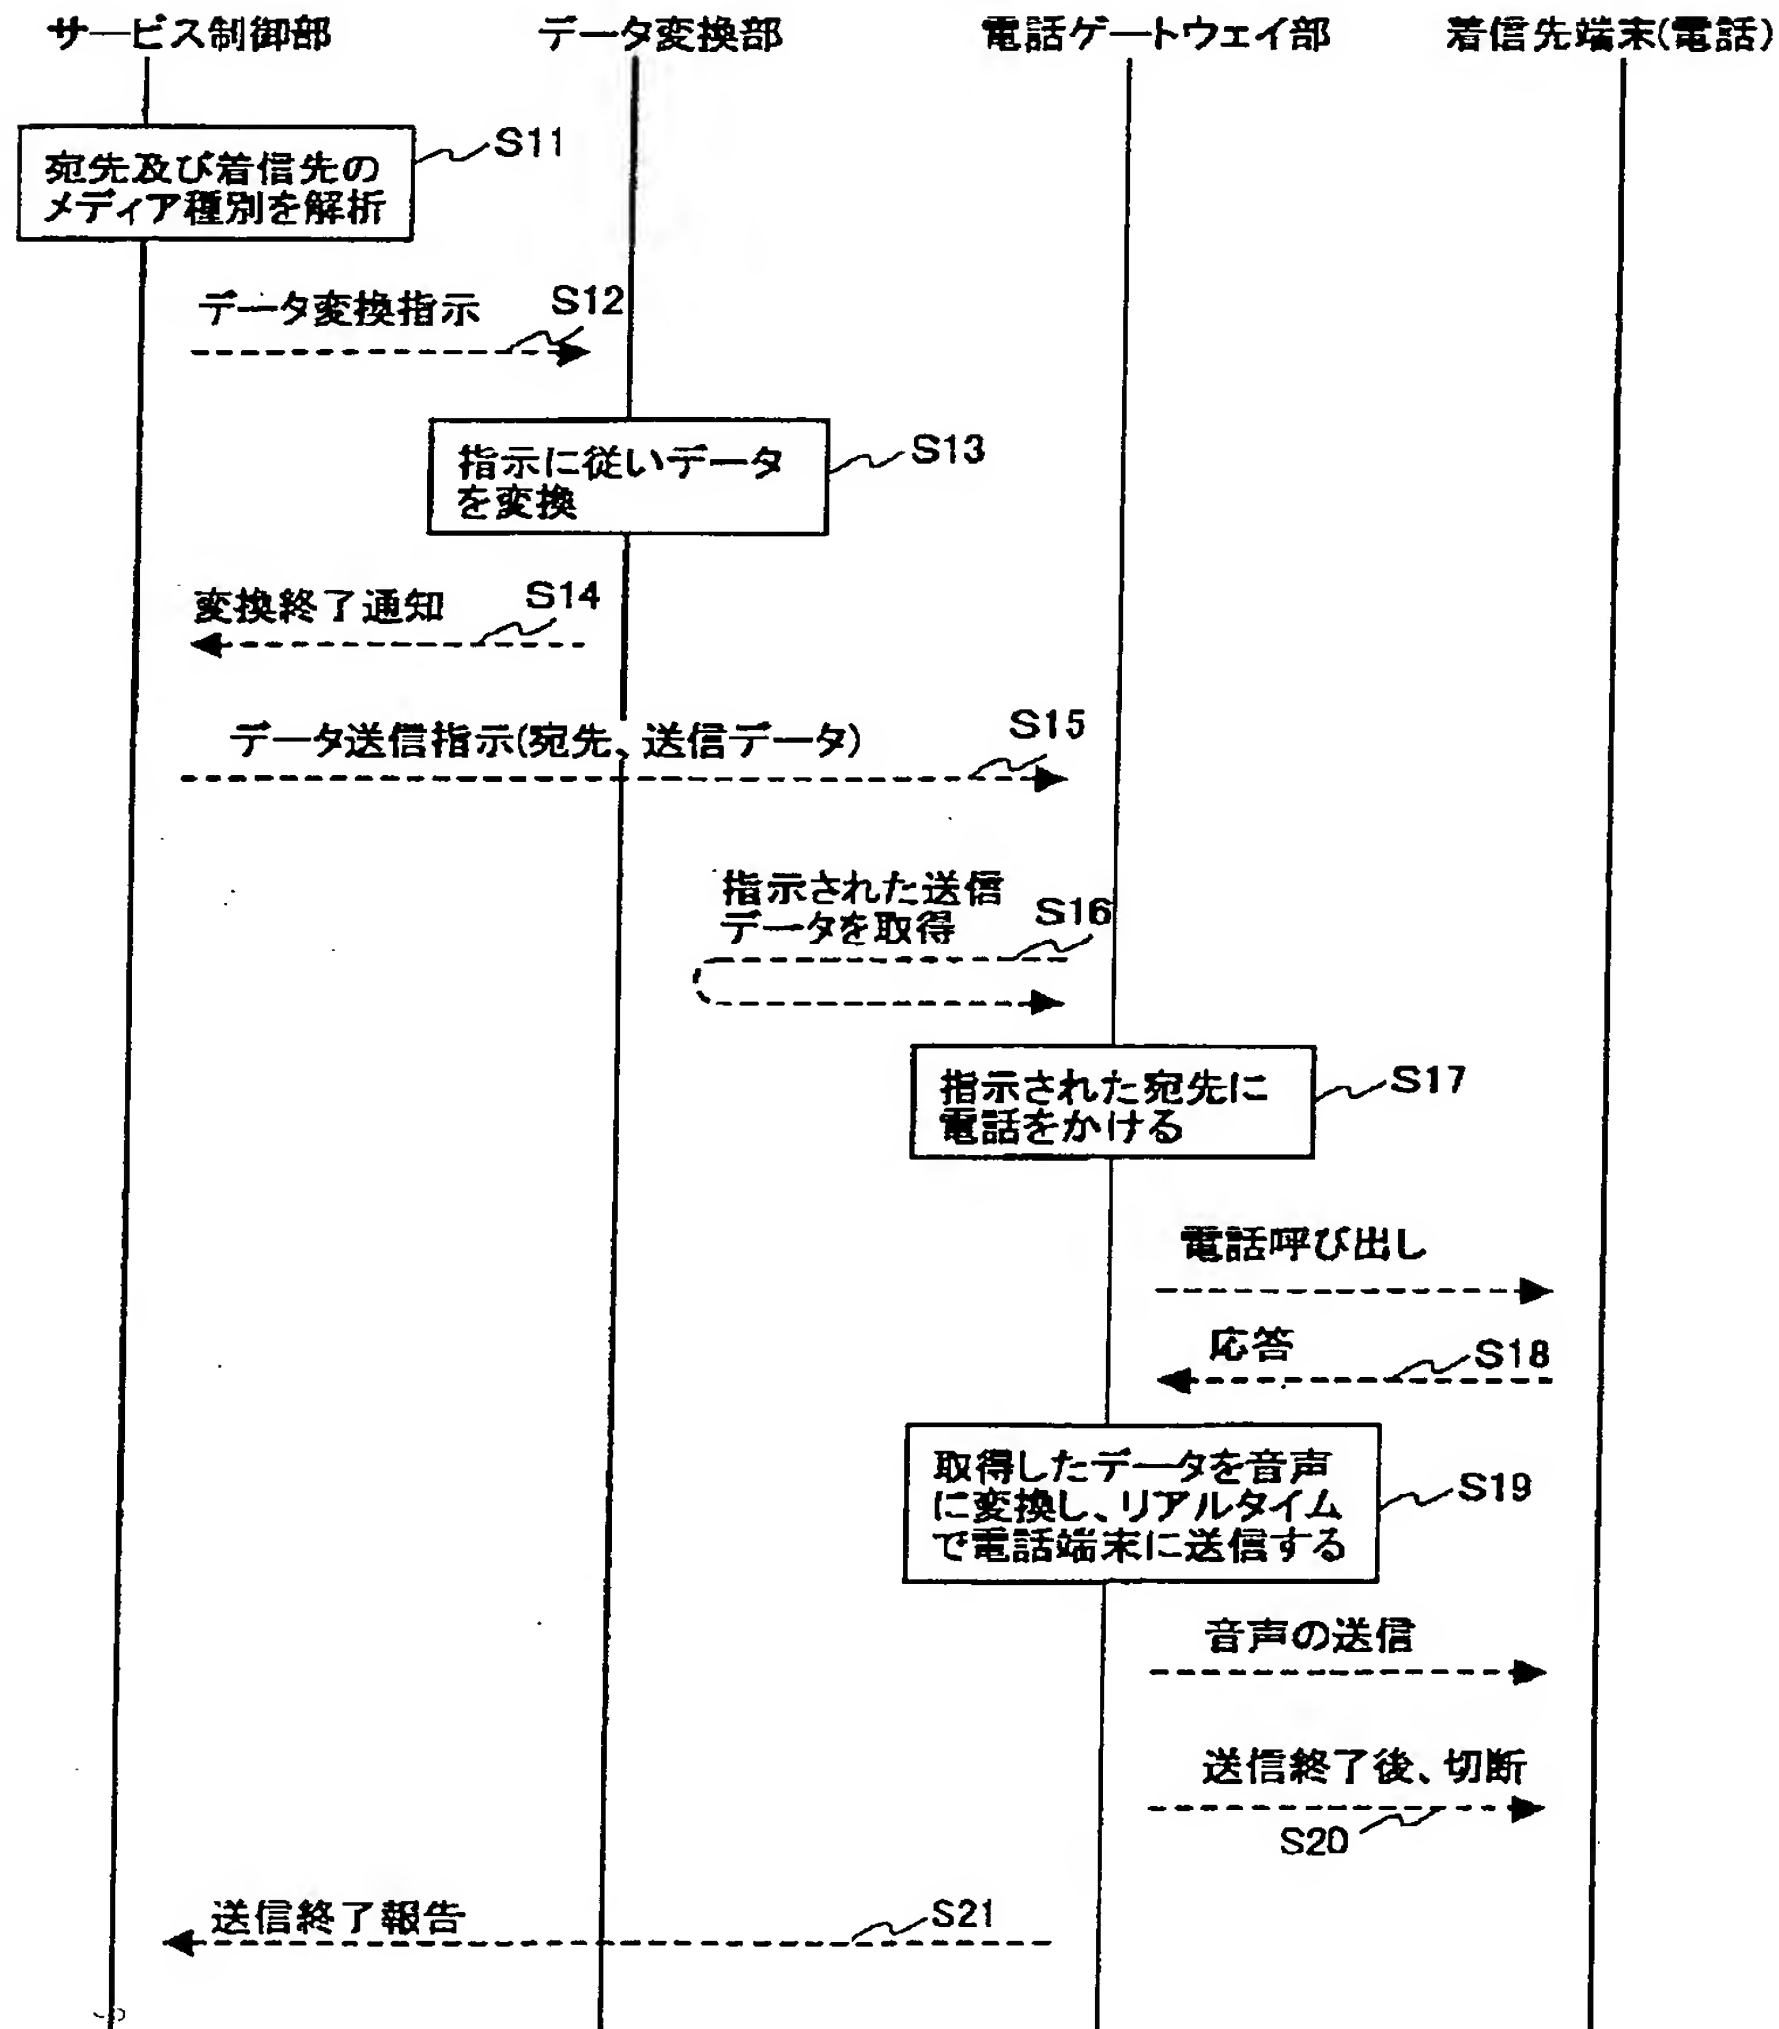 サービス制御部
データ変換部
電話ゲートウェイ部
着信先端末(電話)
宛先及び着信先の
メディア種別を解析
S11
データ変換指示
S12
指示に従いデータ
を変換
S13
変換終了通知
S14
データ送信指示(宛先、送信データ)
S15
指示された送信
データを取得
S16
指示された宛先に
電話をかける
S17
電話呼び出し
応答
S18
取得したデータを音声
に変換し、リアルタイム
で電話端末に送信する
S19
音声の送信
送信終了後、切断
S20
送信終了報告
S21